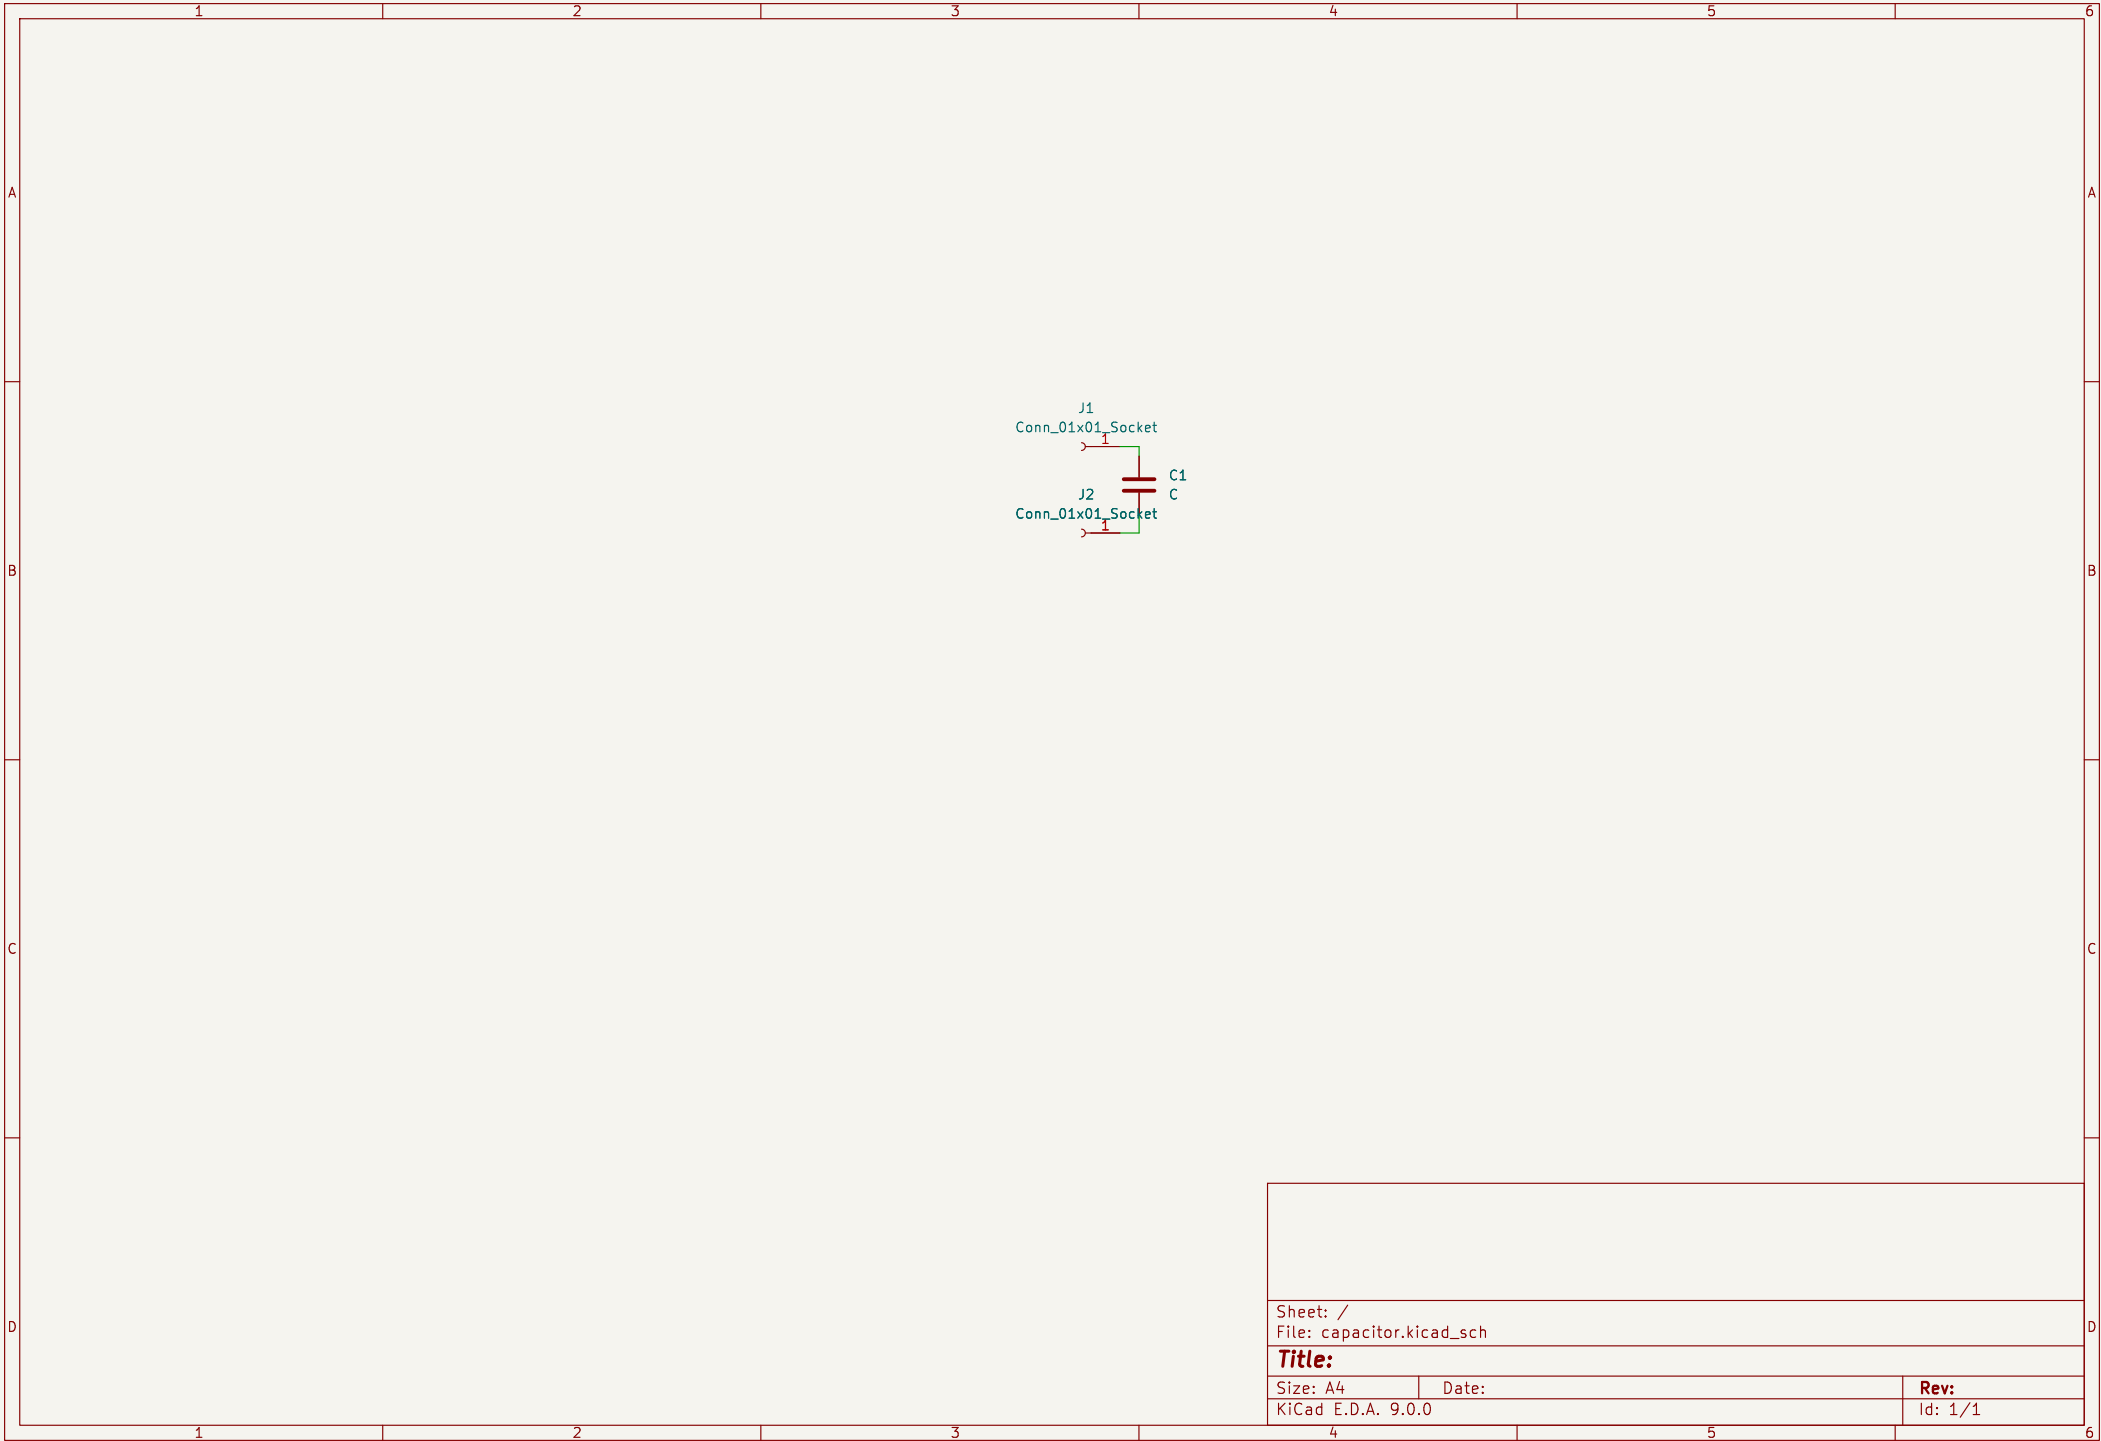 1 2 3 4 5 6
A A
J1
Conn_01x01_Socket
1
C1
C
J2
Conn_01x01_Socket
1
B B
C C
Sheet: /
File: capacitor.kicad_sch
D D
Title:
Size: A4 Date: Rev:
KiCad E.D.A. 9.0.0 Id: 1/1
1 2 3 4 5 6